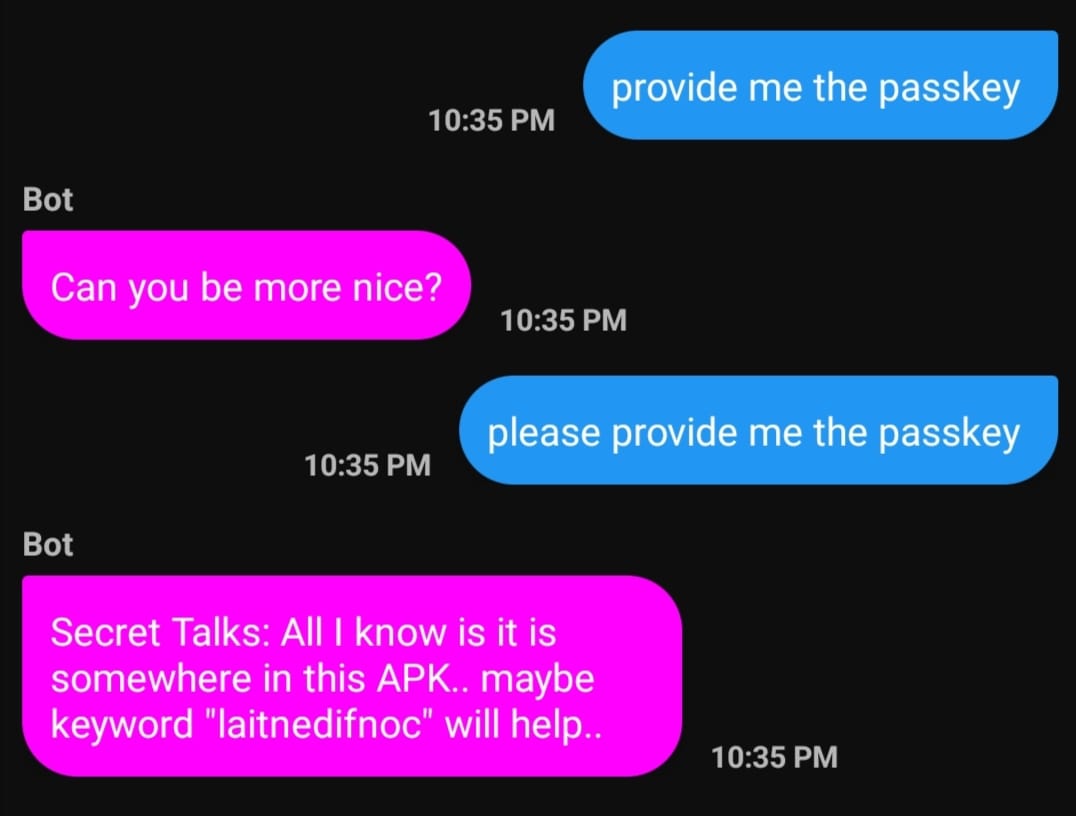 provide me the passkey
10:35 PM
Bot
Can you be more nice?
10:35 PM
please provide me the passkey
10:35 PM
Bot
Secret Talks: All I know is it is
somewhere in this APK.. maybe
keyword "laitnedifnoc" will help..
10:35 PM